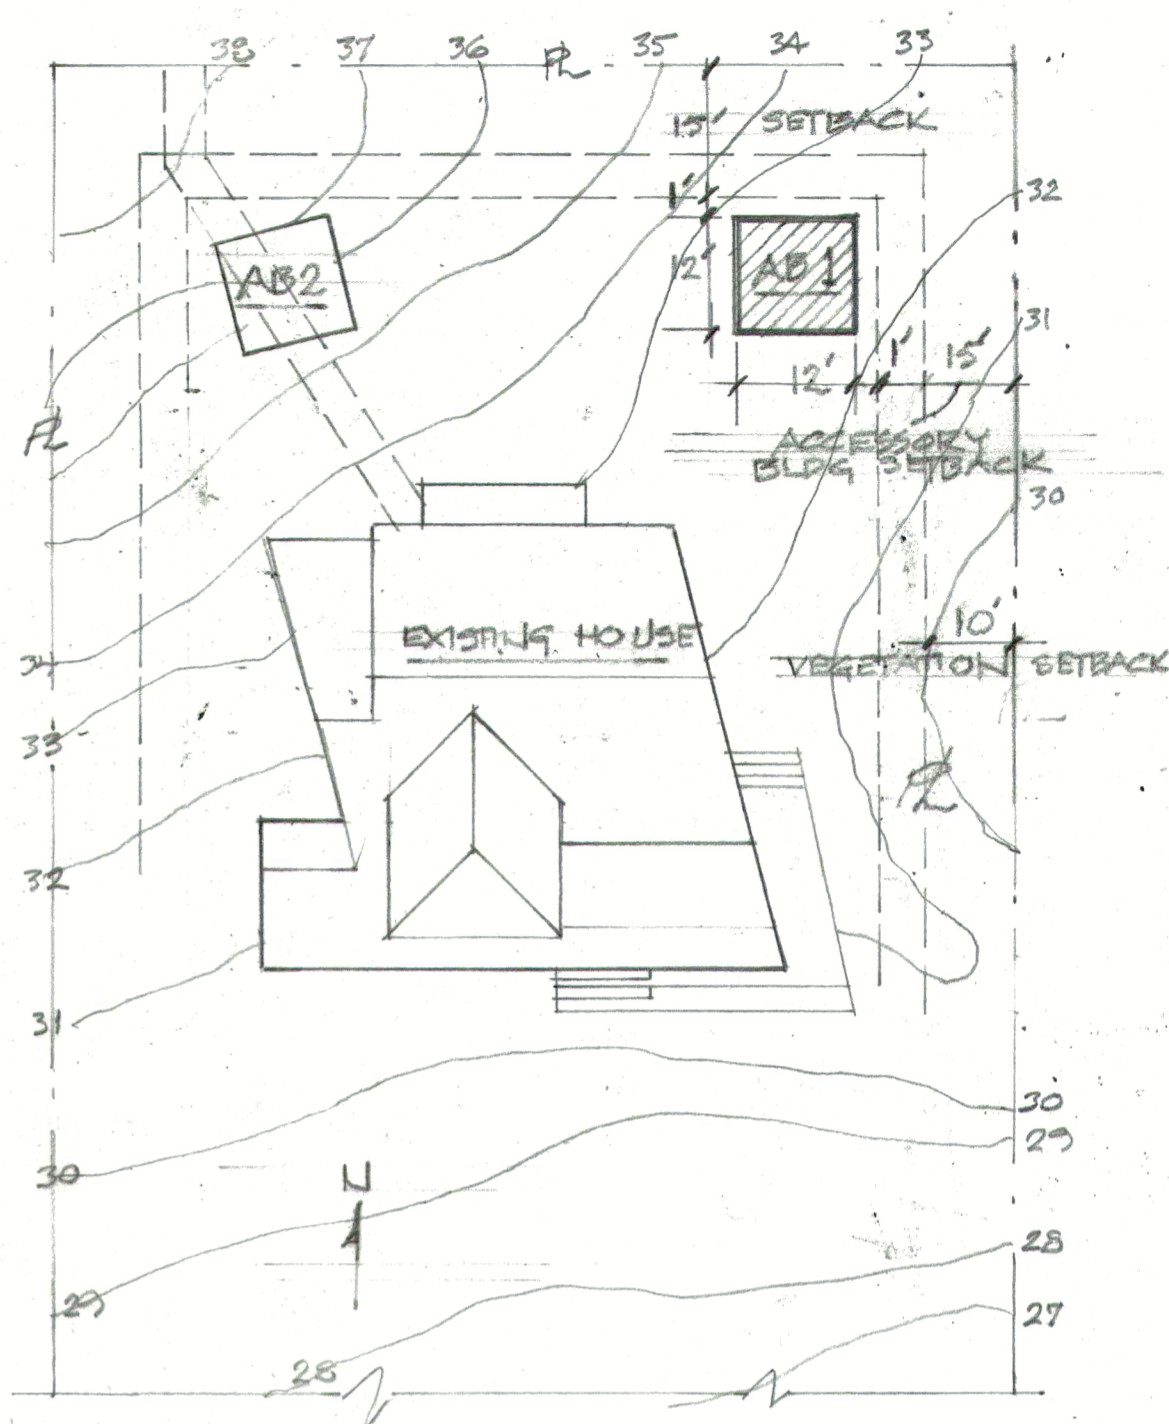 38 37 36 PL 35 34 33
15' SETBACK
1'
32
12'
AB2
AB1
31
12' 1' 15'
PL
ACCESSORY
BLDG SETBACK
30
10'
EXISTING HOUSE
VEGETATION SETBACK
34
33
PL
32
31
30
29
30
N
28
29
27
28